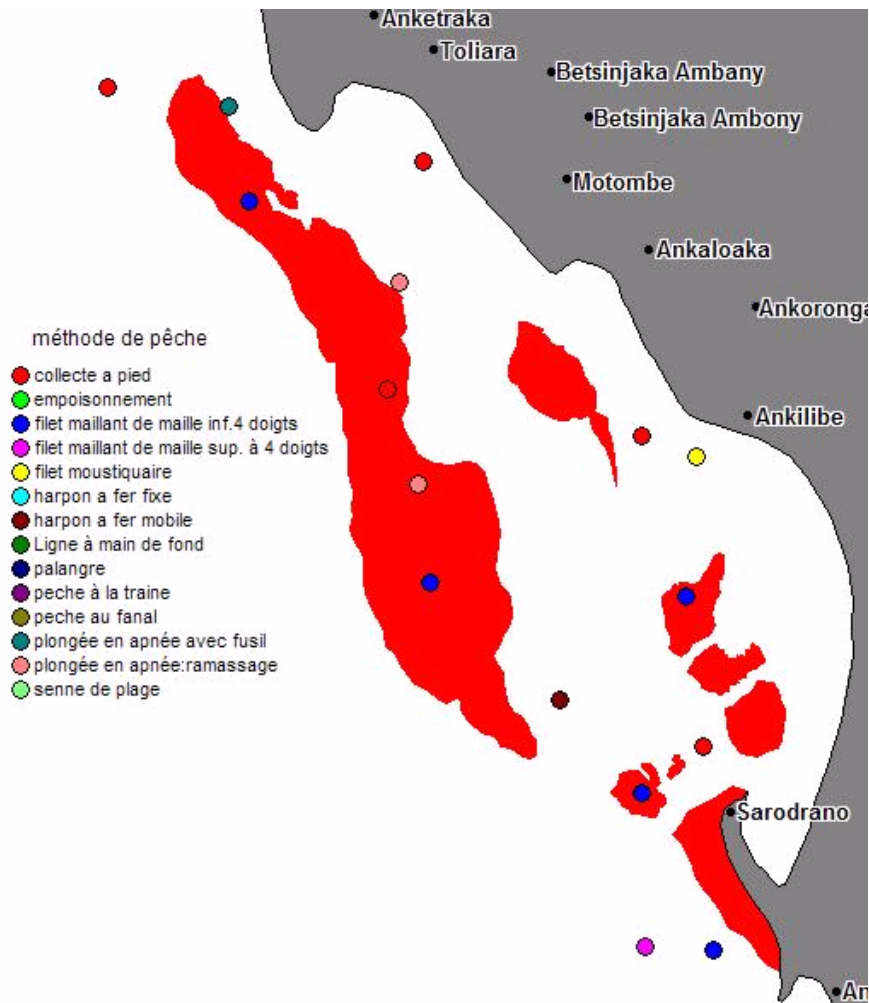 Anketraka
Toliara
Betsinjaka Ambany
Betsinjaka Ambony
Motombe
Ankaloaka
Ankoronga
Ankilibe
méthode de pêche
collecte a pied
empoisonnement
filet maillant de maille inf.4 doigts
filet maillant de maille sup. à 4 doigts
filet moustiquaire
harpon a fer fixe
harpon a fer mobile
Ligne à main de fond
palangre
peche à la traine
peche au fanal
plongée en apnée avec fusil
plongée en apnée:ramassage
senne de plage
Sarodrano
An